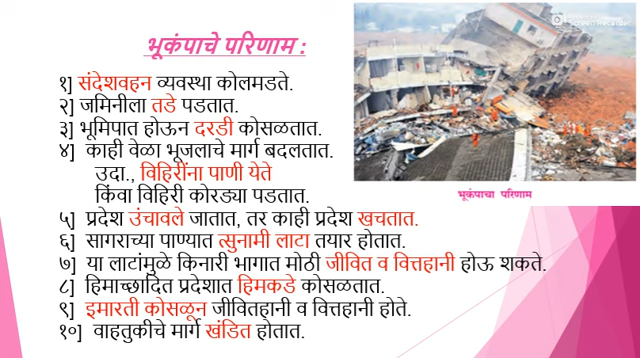 भूकंपाचे परिणाम :
१] संदेशवहन व्यवस्था कोलमडते.
२] जमिनीला तडे पडतात.
३] भूमिपात होऊन दरडी कोसळतात.
४] काही वेळा भूजलाचे मार्ग बदलतात.
उदा., विहिरींना पाणी येते
किंवा विहिरी कोरड्या पडतात.
५] प्रदेश उंचावले जातात, तर काही प्रदेश खचतात.
६] सागराच्या पाण्यात त्सुनामी लाटा तयार होतात.
७] या लाटांमुळे किनारी भागात मोठी जीवित व वित्तहानी होऊ शकते.
८] हिमाच्छादित प्रदेशात हिमकडे कोसळतात.
९] इमारती कोसळून जीवितहानी व वित्तहानी होते.
१०] वाहतुकीचे मार्ग खंडित होतात.
भूकंपाचा परिणाम